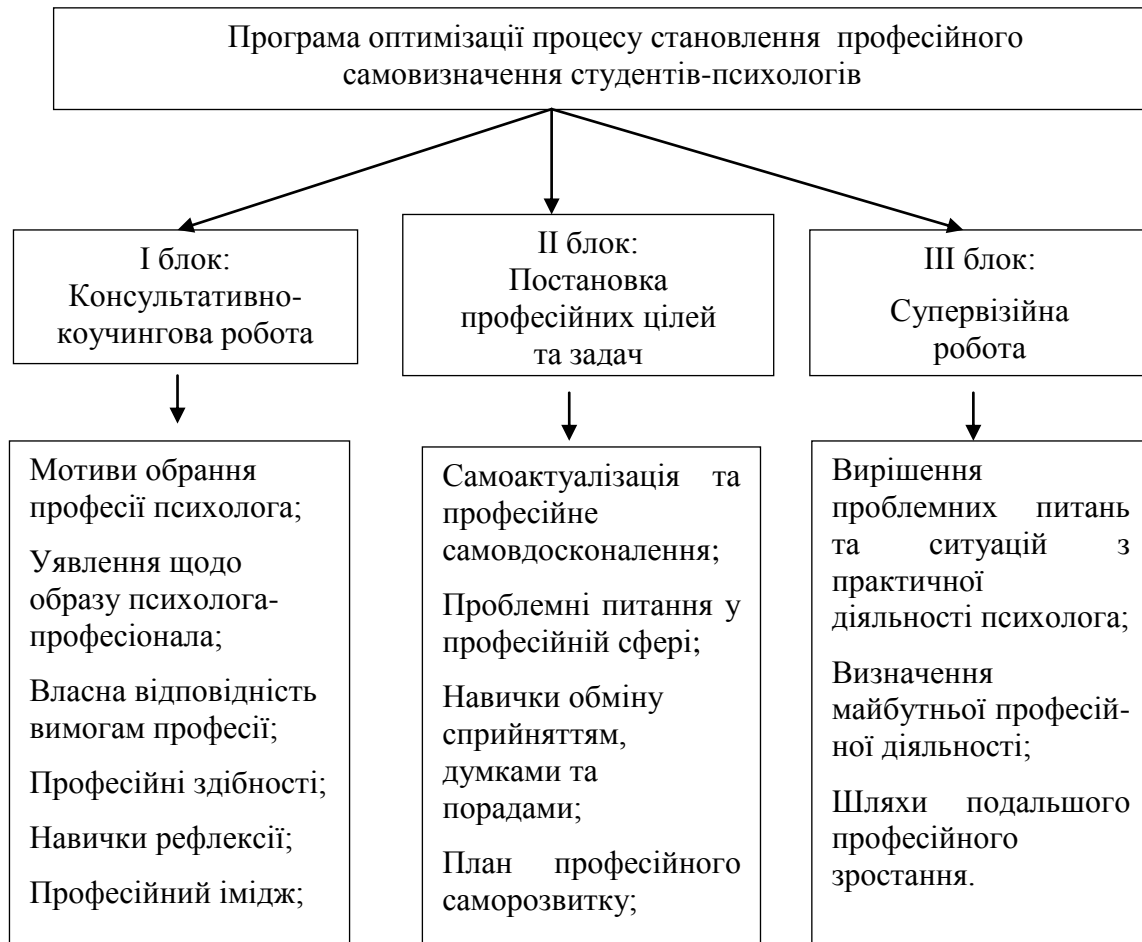 Програма оптимізації процесу становлення професійного
самовизначення студентів-психологів
І блок:
Консультативно-
коучингова робота
ІІ блок:
Постановка
професійних цілей
та задач
ІІІ блок:
Супервізійна
робота
Мотиви обрання
професії психолога;
Уявлення щодо
образу психолога-
професіонала;
Власна відповідність
вимогам професії;
Професійні здібності;
Навички рефлексії;
Професійний імідж;
Самоактуалізація та
професійне
самовдосконалення;
Проблемні питання у
професійній сфері;
Навички обміну
сприйняттям,
думками та
порадами;
План професійного
саморозвитку;
Вирішення
проблемних питань
та ситуацій з
практичної
діяльності психолога;
Визначення
майбутньої професій-
ної діяльності;
Шляхи подальшого
професійного
зростання.